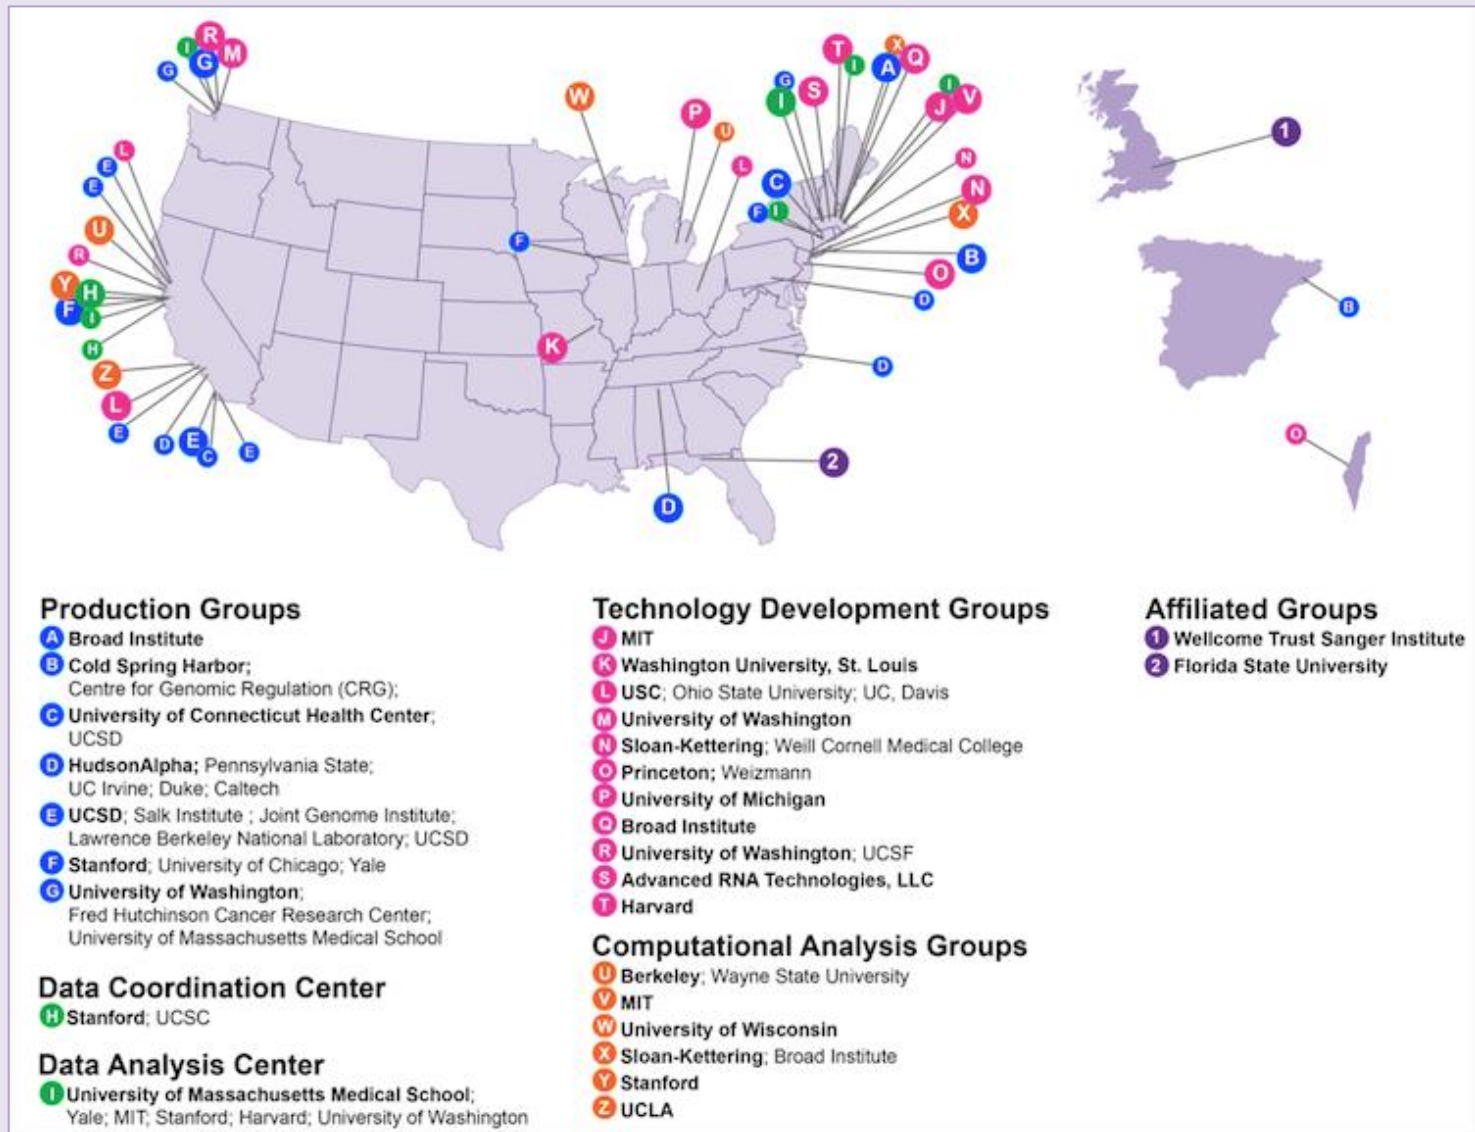 I
R
M
G
G
L
E
E
U
R
Y
H
F
I
H
Z
L
E
D
E
C
E
W
P
U
L
F
K
D
2
T
I
X
A
Q
G
I
S
I
J
V
C
F
I
N
N
X
B
O
D
D
1
B
O
Production Groups
A Broad Institute
B Cold Spring Harbor;
Centre for Genomic Regulation (CRG);
C University of Connecticut Health Center;
UCSD
D HudsonAlpha; Pennsylvania State;
UC Irvine; Duke; Caltech
E UCSD; Salk Institute ; Joint Genome Institute;
Lawrence Berkeley National Laboratory; UCSD
F Stanford; University of Chicago; Yale
G University of Washington;
Fred Hutchinson Cancer Research Center;
University of Massachusetts Medical School
Data Coordination Center
H Stanford; UCSC
Data Analysis Center
I University of Massachusetts Medical School;
Yale; MIT; Stanford; Harvard; University of Washington
Technology Development Groups
J MIT
K Washington University, St. Louis
L USC; Ohio State University; UC, Davis
M University of Washington
N Sloan-Kettering; Weill Cornell Medical College
O Princeton; Weizmann
P University of Michigan
Q Broad Institute
R University of Washington; UCSF
S Advanced RNA Technologies, LLC
T Harvard
Computational Analysis Groups
U Berkeley; Wayne State University
V MIT
W University of Wisconsin
X Sloan-Kettering; Broad Institute
Y Stanford
Z UCLA
Affiliated Groups
1 Wellcome Trust Sanger Institute
2 Florida State University